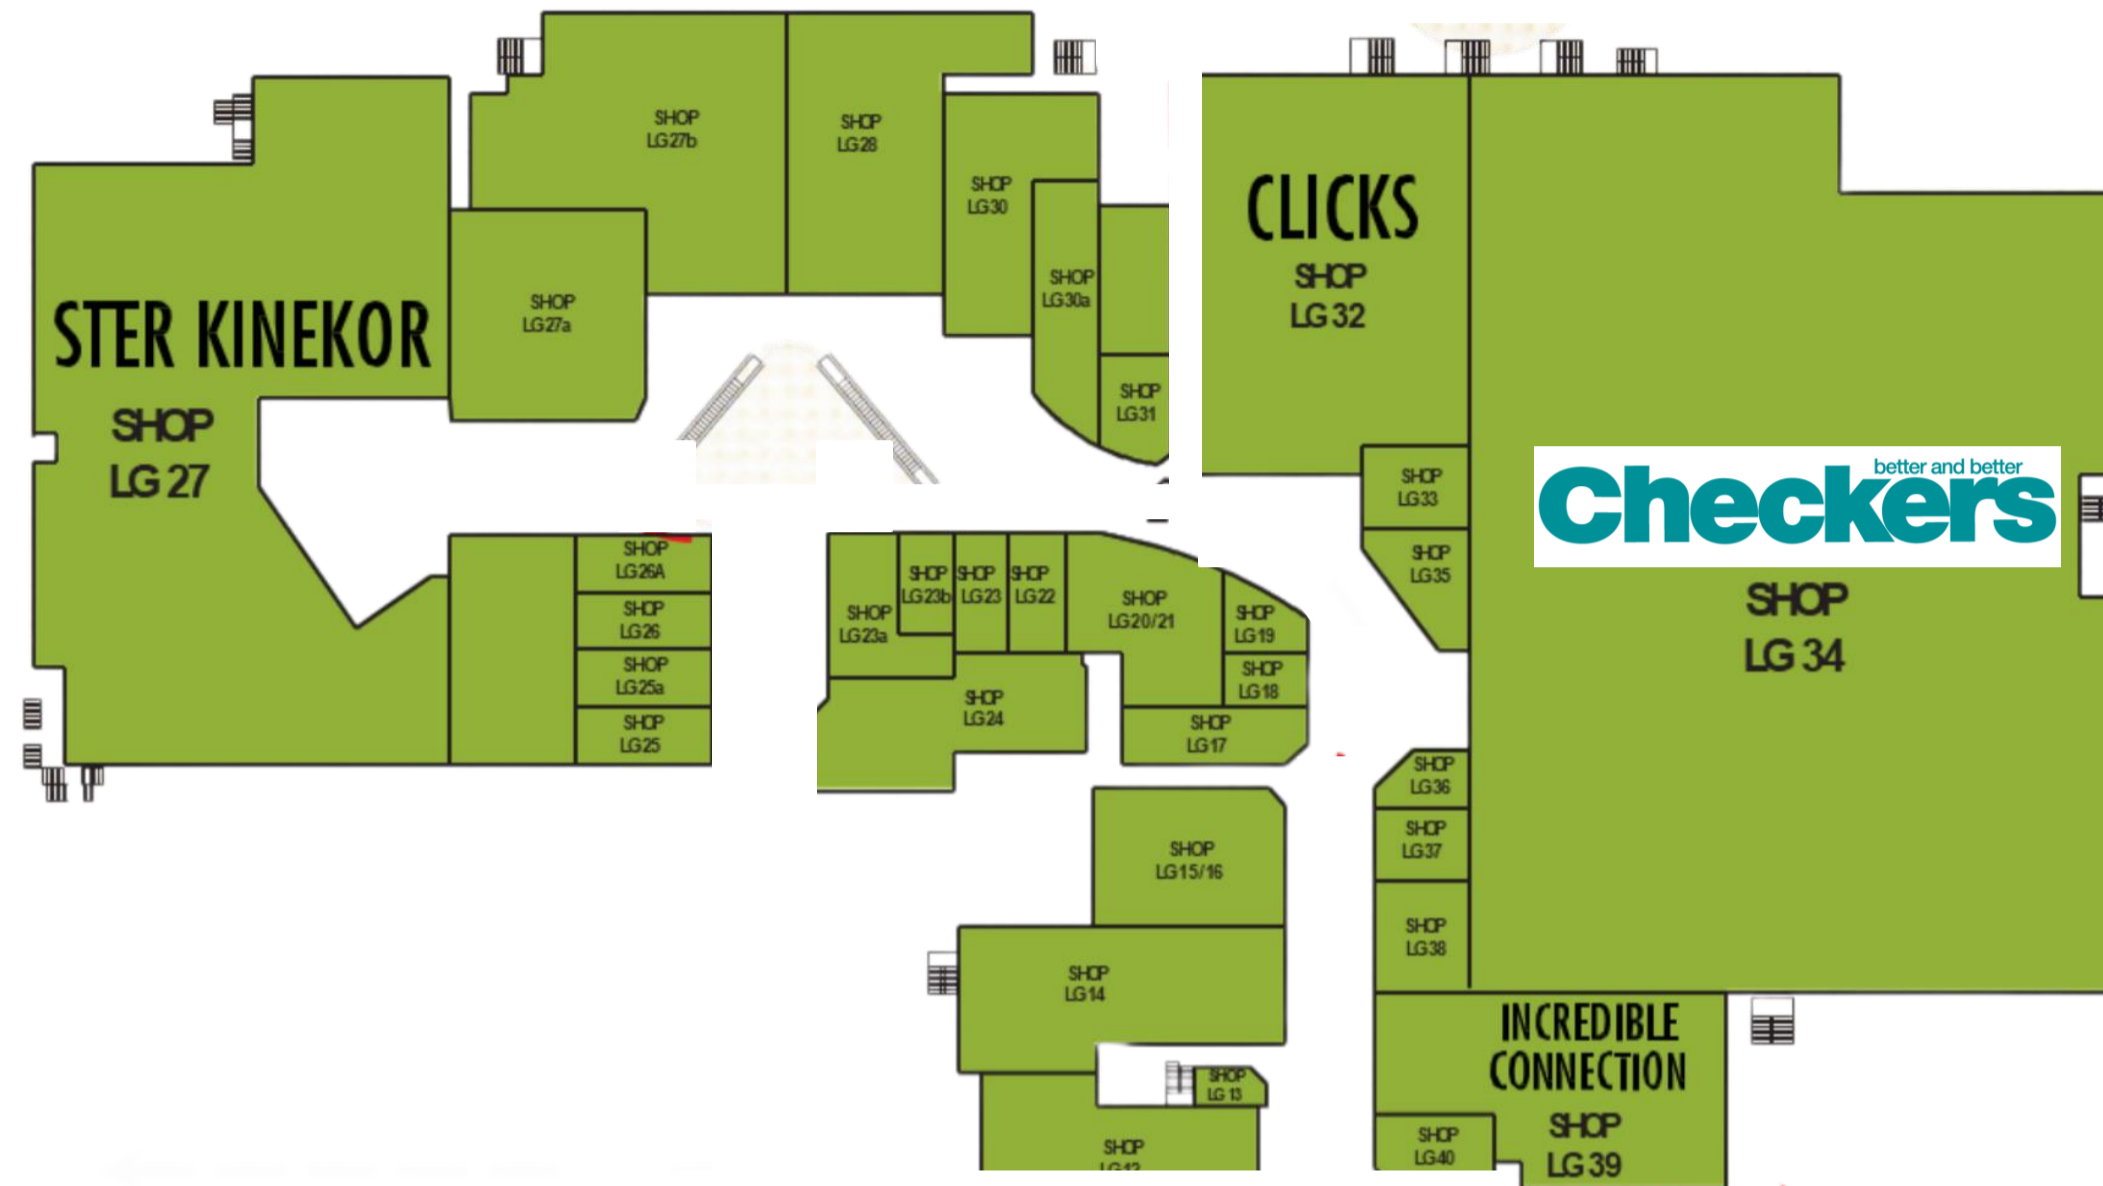 SHOP
LG27b
SHOP
LG28
SHOP
LG30
SHOP
LG30a
SHOP
LG31
SHOP
LG27a
STER KINEKOR
SHOP
LG 27
CLICKS
SHOP
LG 32
SHOP
LG33
SHOP
LG35
better and better
Checkers
SHOP
LG 34
SHOP
LG26A
SHOP
LG26
SHOP
LG25a
SHOP
LG25
SHOP
LG23a
SHOP
LG23b
SHOP
LG23
SHOP
LG22
SHOP
LG20/21
SHOP
LG19
SHOP
LG18
SHOP
LG17
SHOP
LG24
SHOP
LG36
SHOP
LG37
SHOP
LG38
SHOP
LG15/16
SHOP
LG14
SHOP
LG 13
SHOP
LG12
INCREDIBLE
CONNECTION
SHOP
LG 39
SHOP
LG40